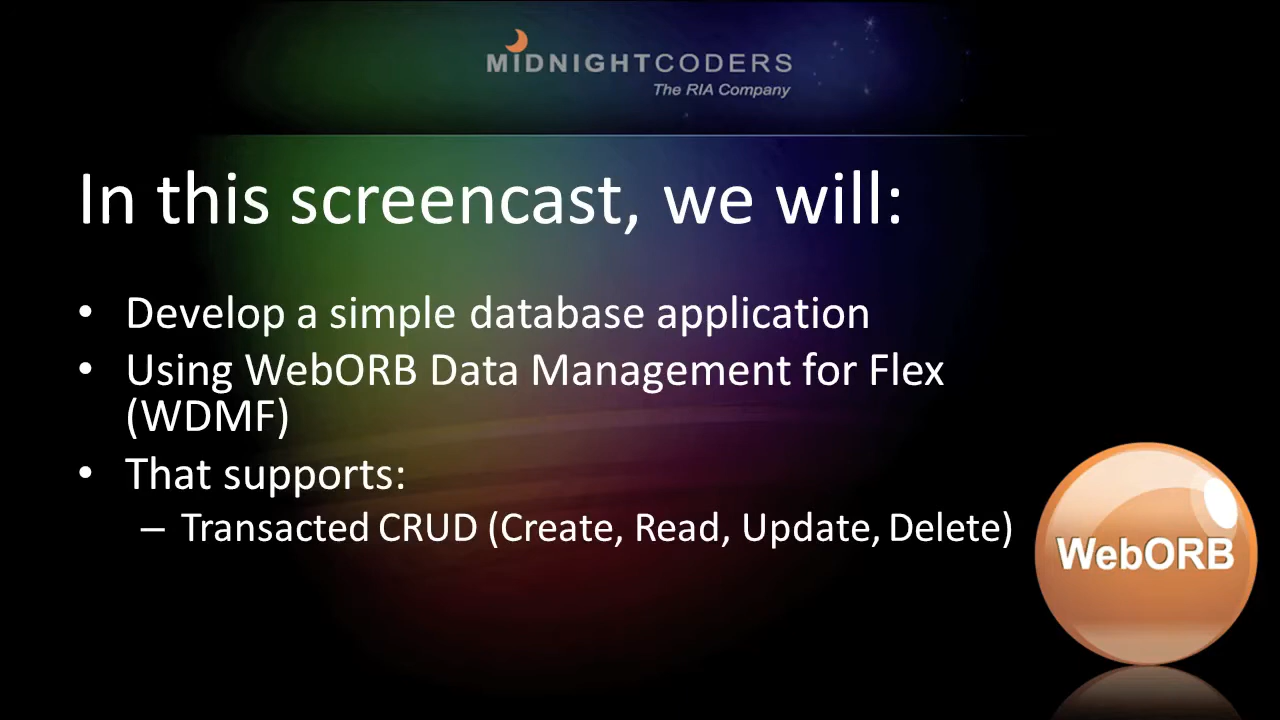 MIDNIGHTCODERS
The RIA Company
In this screencast, we will:
• Develop a simple database application
• Using WebORB Data Management for Flex
(WDMF)
• That supports:
– Transacted CRUD (Create, Read, Update, Delete)
WebORB